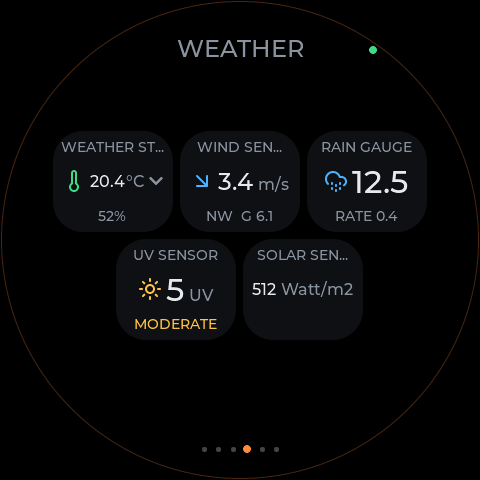 WEATHER
WEATHER ST...
20.4°C
52%
WIND SEN...
3.4 m/s
NW G 6.1
RAIN GAUGE
12.5
RATE 0.4
UV SENSOR
5 UV
MODERATE
SOLAR SEN...
512 Watt/m2